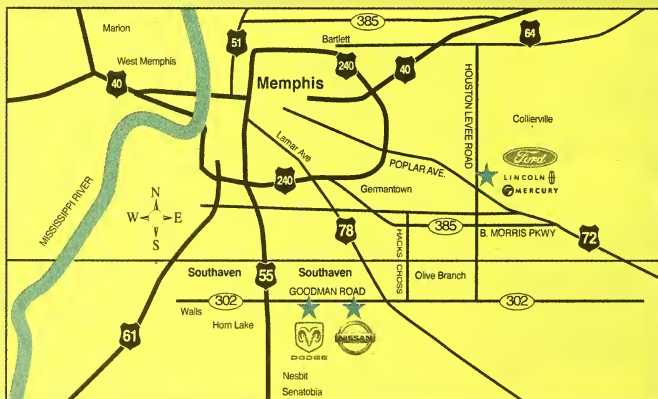 Marion
51
385
Bartlett
64
West Memphis
40
Memphis
240
40
HOUSTON LEVEE ROAD
Collierville
Lamar Ave
POPLAR AVE.
Ford
LINCOLN
MERCURY
MISSISSIPPI RIVER
N
W E
S
240
Germantown
78
HACKS CROSS
385
B. MORRIS PKWY
72
Southaven
55
Southaven
Olive Branch
302
GOODMAN ROAD
302
Walls
61
Horn Lake
DODGE
NISSAN
Nesbit
Senatobia